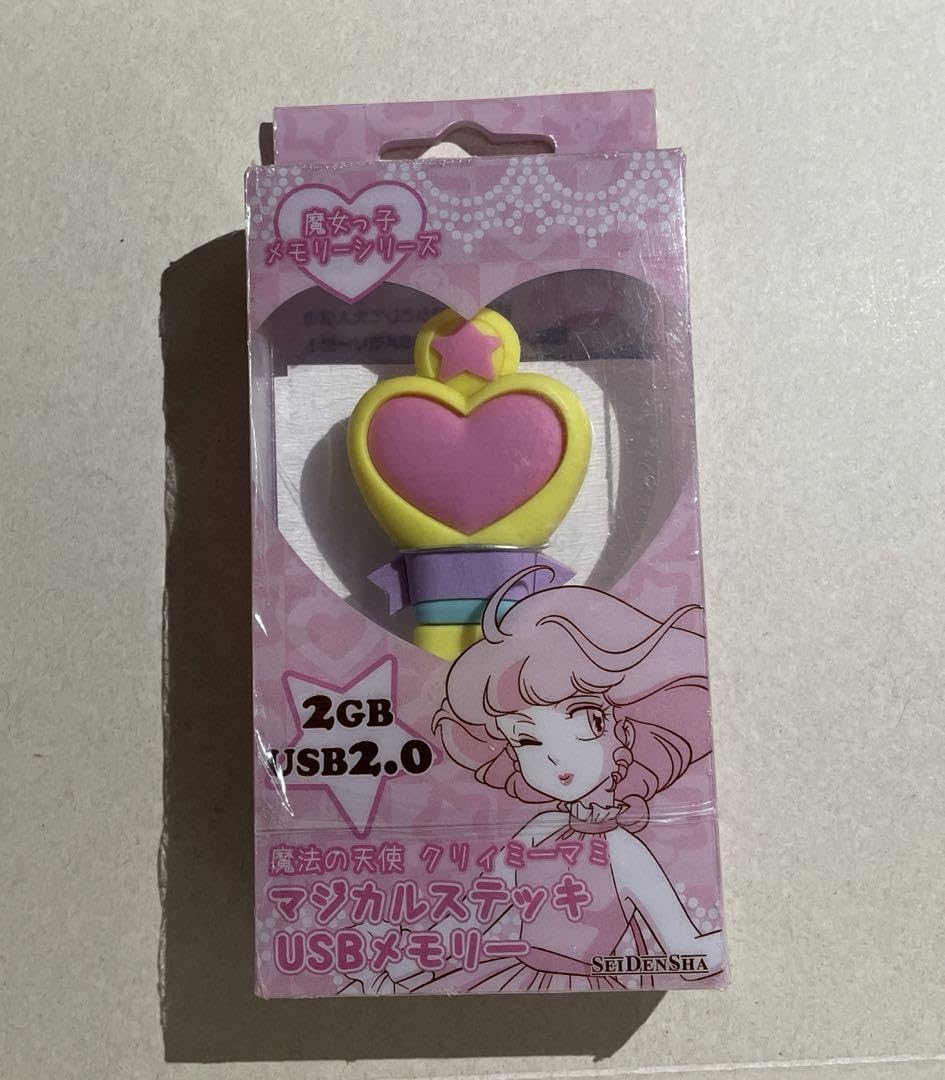 魔女っ子
メモリーシリーズ
2GB
USB2.0
魔法の天使 クリィミーマミ
マジカルステッキ
USBメモリー
SEIDENSHA